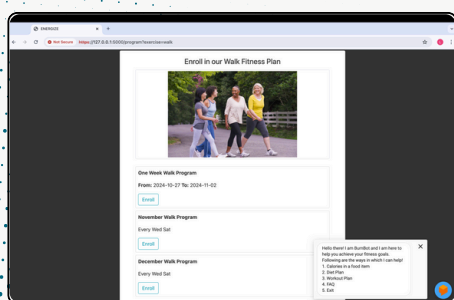 ENERGIZE
Not Secure https://127.0.0.1:5000/program?exercise=walk
Enroll in our Walk Fitness Plan
One Week Walk Program
From: 2024-10-27 To: 2024-11-02
Enroll
November Walk Program
Every Wed Sat
Enroll
December Walk Program
Every Wed Sat
Enroll
Hello there! I am BurnBot and I am here to
help you achieve your fitness goals.
Following are the ways in which I can help!
1. Calories in a food item
2. Diet Plan
3. Workout Plan
4. FAQ
5. Exit